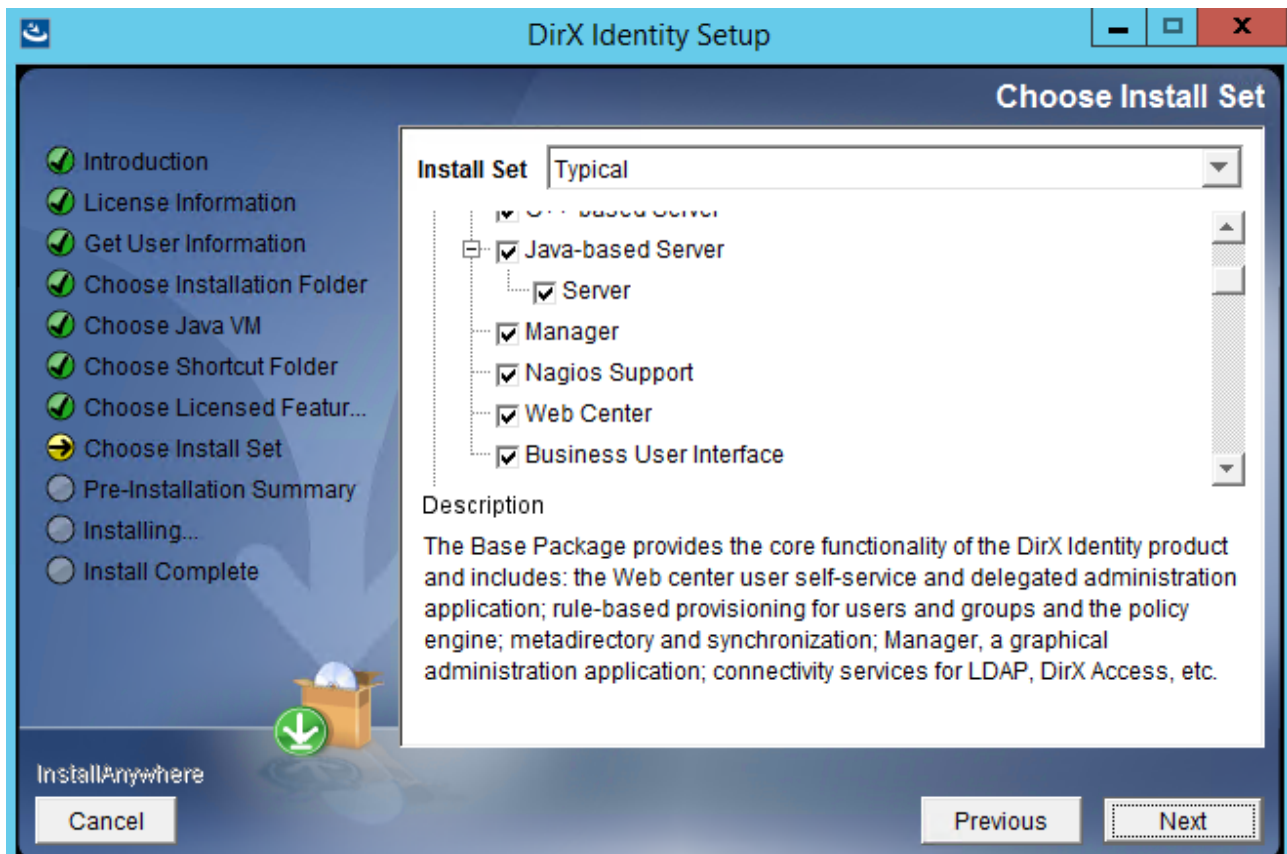 DirX Identity Setup
Choose Install Set
Introduction
License Information
Get User Information
Choose Installation Folder
Choose Java VM
Choose Shortcut Folder
Choose Licensed Featur...
Choose Install Set
Pre-Installation Summary
Installing...
Install Complete
Install Set Typical
C++-based Server
Java-based Server
Server
Manager
Nagios Support
Web Center
Business User Interface
Description
The Base Package provides the core functionality of the DirX Identity product
and includes: the Web center user self-service and delegated administration
application; rule-based provisioning for users and groups and the policy
engine; metadirectory and synchronization; Manager, a graphical
administration application; connectivity services for LDAP, DirX Access, etc.
InstallAnywhere
Cancel
Previous
Next